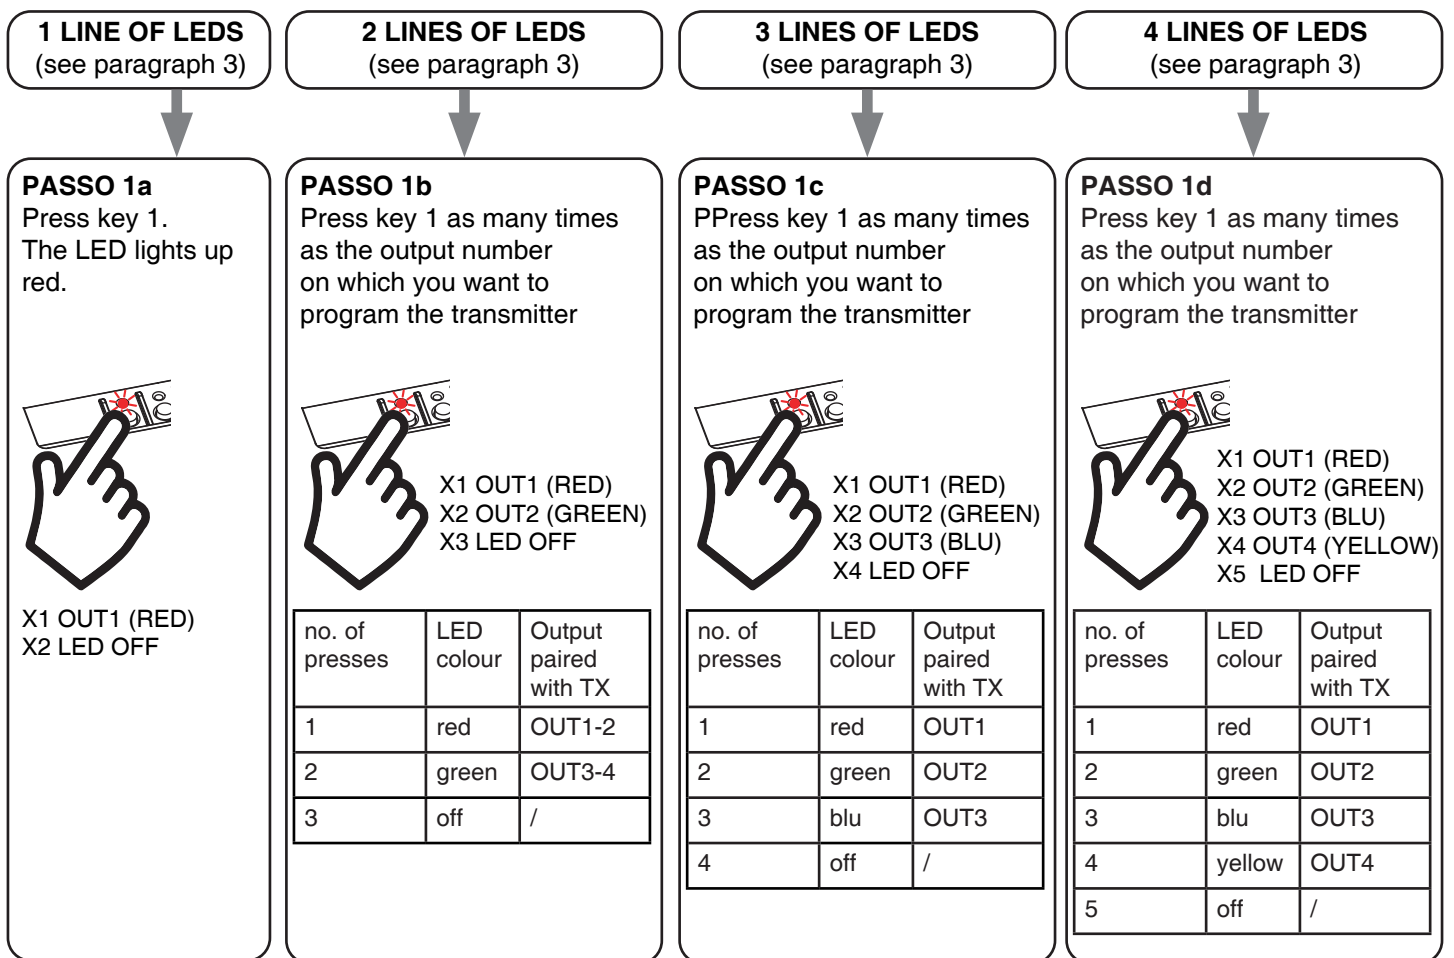 1 LINE OF LEDS
(see paragraph 3)
2 LINES OF LEDS
(see paragraph 3)
3 LINES OF LEDS
(see paragraph 3)
4 LINES OF LEDS
(see paragraph 3)
PASSO 1a
Press key 1.
The LED lights up
red.
X1 OUT1 (RED)
X2 LED OFF
PASSO 1b
Press key 1 as many times
as the output number
on which you want to
program the transmitter
X1 OUT1 (RED)
X2 OUT2 (GREEN)
X3 LED OFF
no. of presses LED colour Output paired with TX
1 red OUT1-2
2 green OUT3-4
3 off /
PASSO 1c
PPress key 1 as many times
as the output number
on which you want to
program the transmitter
X1 OUT1 (RED)
X2 OUT2 (GREEN)
X3 OUT3 (BLU)
X4 LED OFF
no. of presses LED colour Output paired with TX
1 red OUT1
2 green OUT2
3 blu OUT3
4 off /
PASSO 1d
Press key 1 as many times
as the output number
on which you want to
program the transmitter
X1 OUT1 (RED)
X2 OUT2 (GREEN)
X3 OUT3 (BLU)
X4 OUT4 (YELLOW)
X5 LED OFF
no. of presses LED colour Output paired with TX
1 red OUT1
2 green OUT2
3 blu OUT3
4 yellow OUT4
5 off /